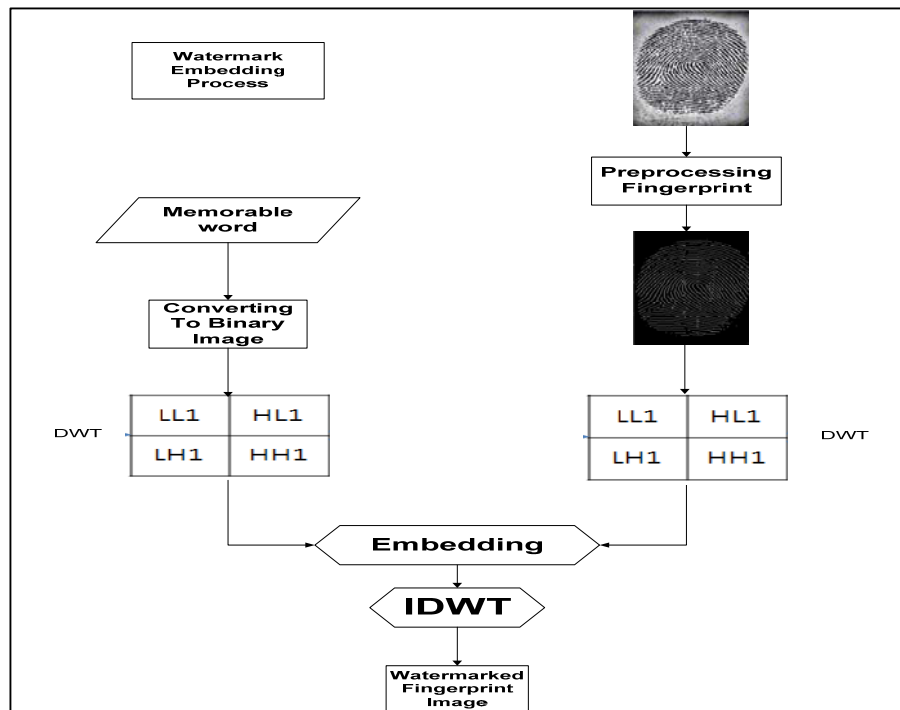 Watermark
Embedding
Process
Preprocessing
Fingerprint
Memorable
word
Converting
To Binary
Image
DWT
LL1 HL1
LH1 HH1
LL1 HL1
LH1 HH1
DWT
Embedding
IDWT
Watermarked
Fingerprint
Image